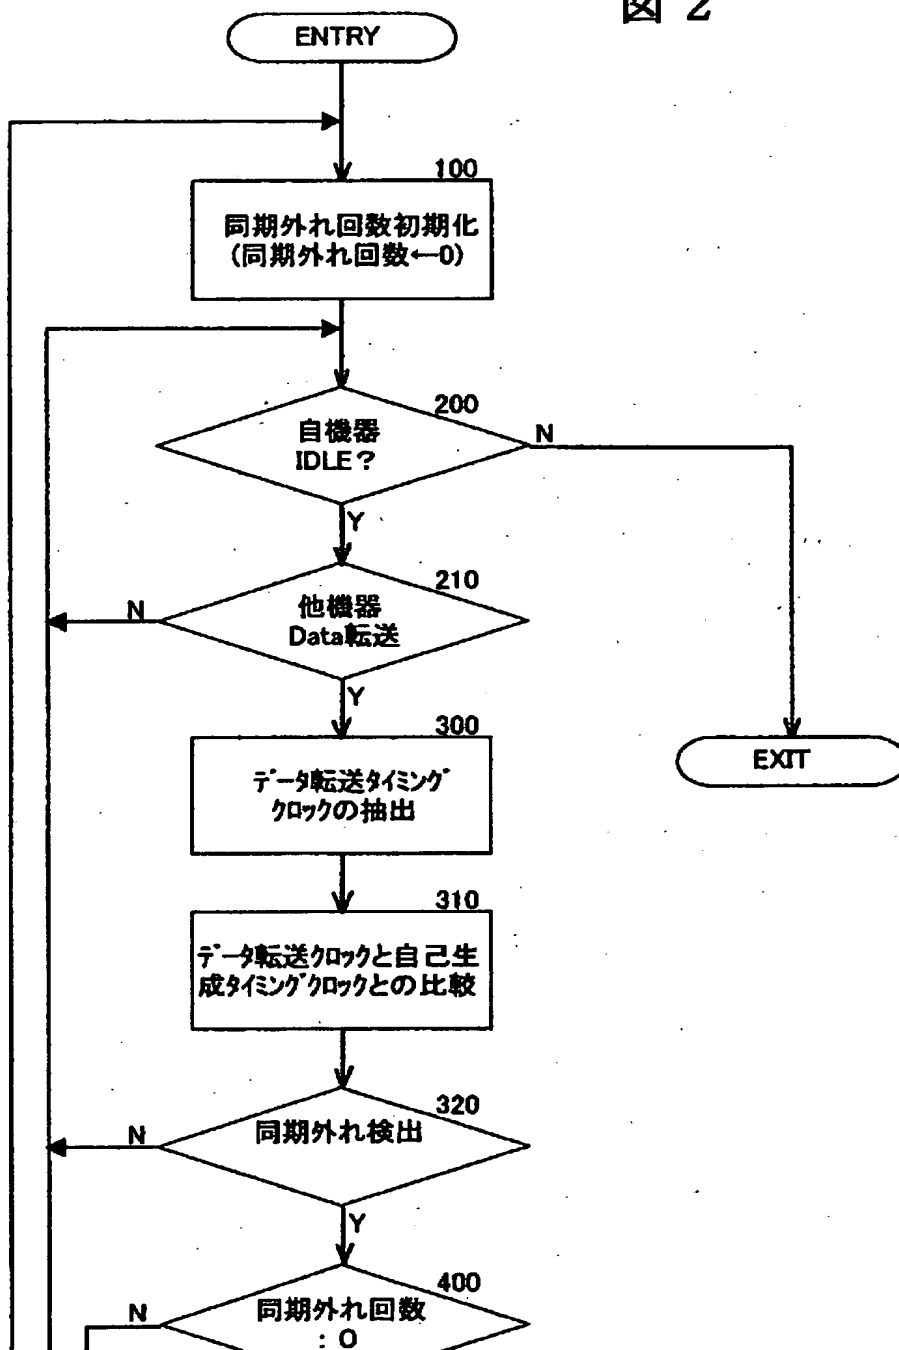 図 2
ENTRY
100
同期外れ回数初期化
(同期外れ回数←0)
200
自機器
IDLE?
N
Y
210
他機器
Data転送
N
Y
300
データ転送タイミング
クロックの抽出
EXIT
310
データ転送クロックと自己生
成タイミングクロックとの比較
320
同期外れ検出
N
Y
400
同期外れ回数
: 0
N